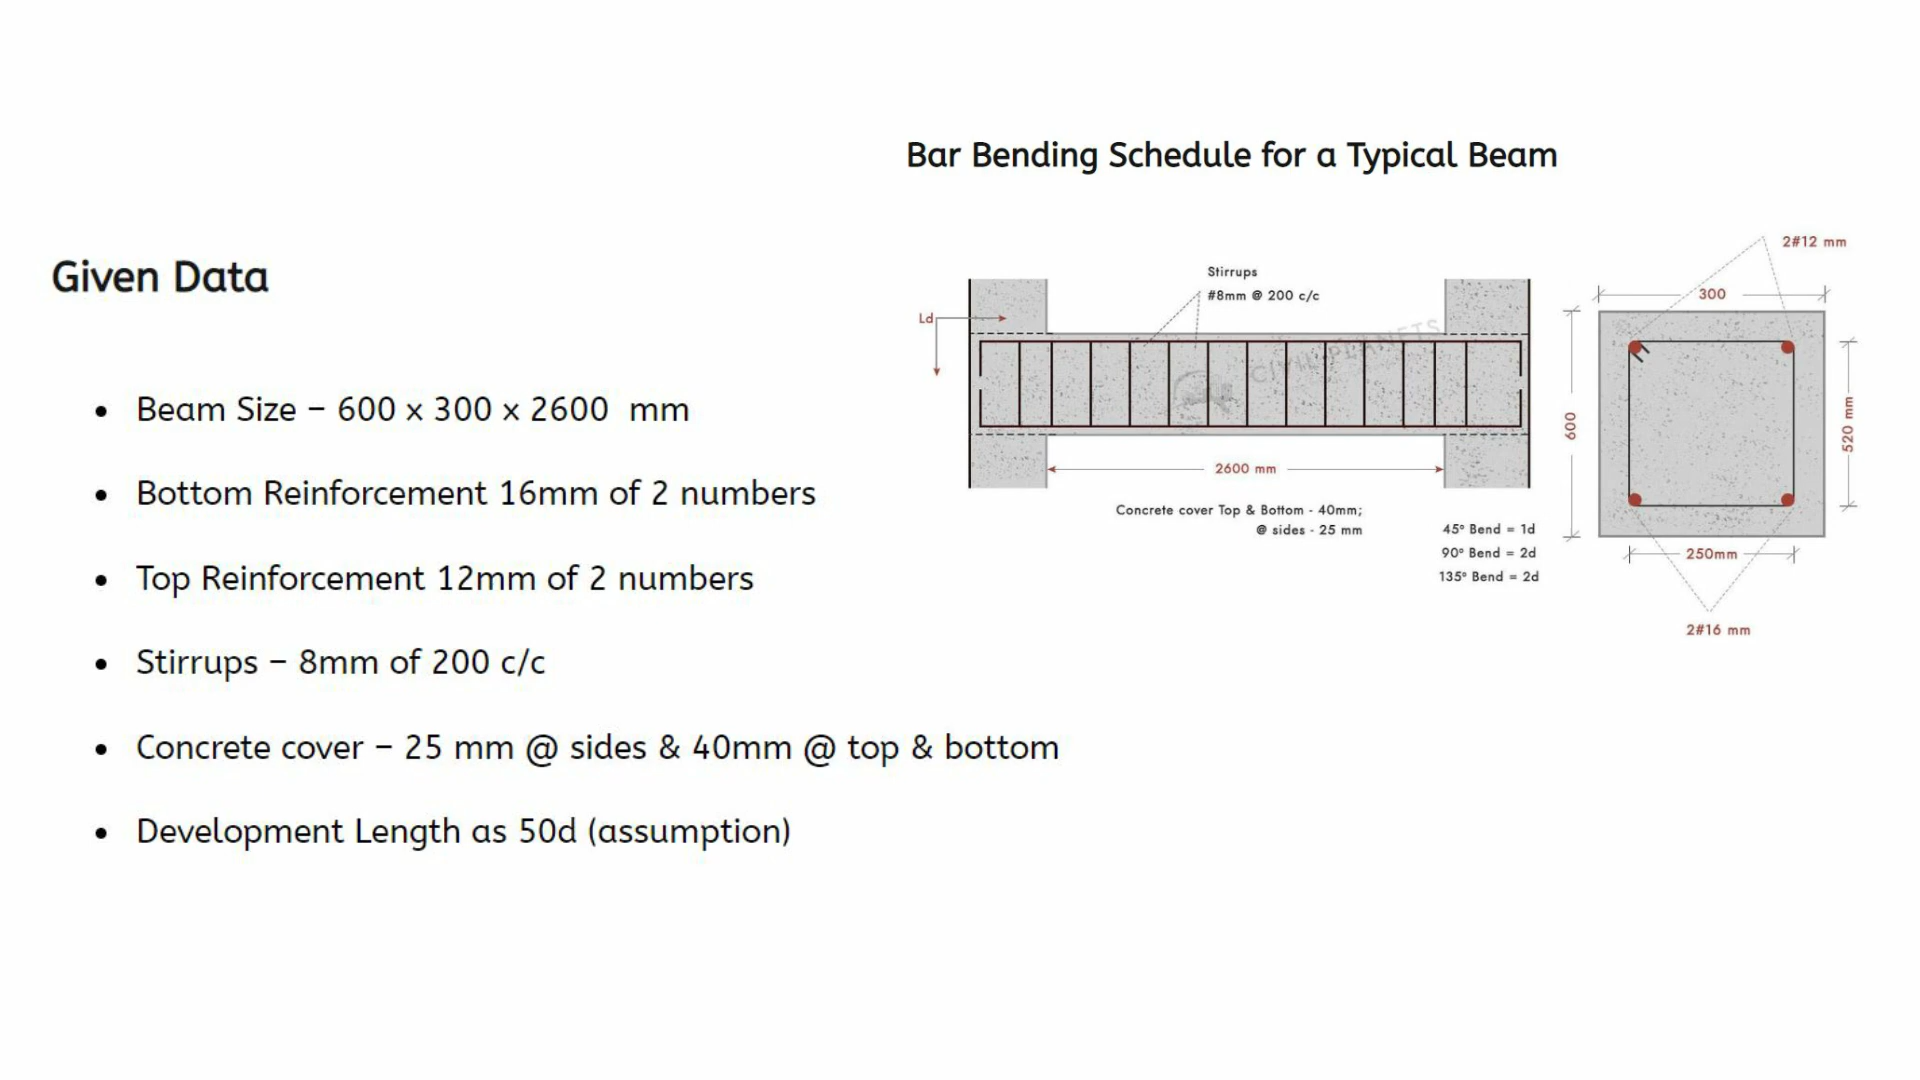 Bar Bending Schedule for a Typical Beam
Given Data
• Beam Size – 600 x 300 x 2600 mm
• Bottom Reinforcement 16mm of 2 numbers
• Top Reinforcement 12mm of 2 numbers
• Stirrups – 8mm of 200 c/c
• Concrete cover – 25 mm @ sides & 40mm @ top & bottom
• Development Length as 50d (assumption)
Stirrups
#8mm @ 200 c/c
Ld
CIVIL PLANETS
2600 mm
Concrete cover Top & Bottom - 40mm;
@ sides - 25 mm
45° Bend = 1d
90° Bend = 2d
135° Bend = 2d
2#12 mm
300
600
520 mm
250mm
2#16 mm